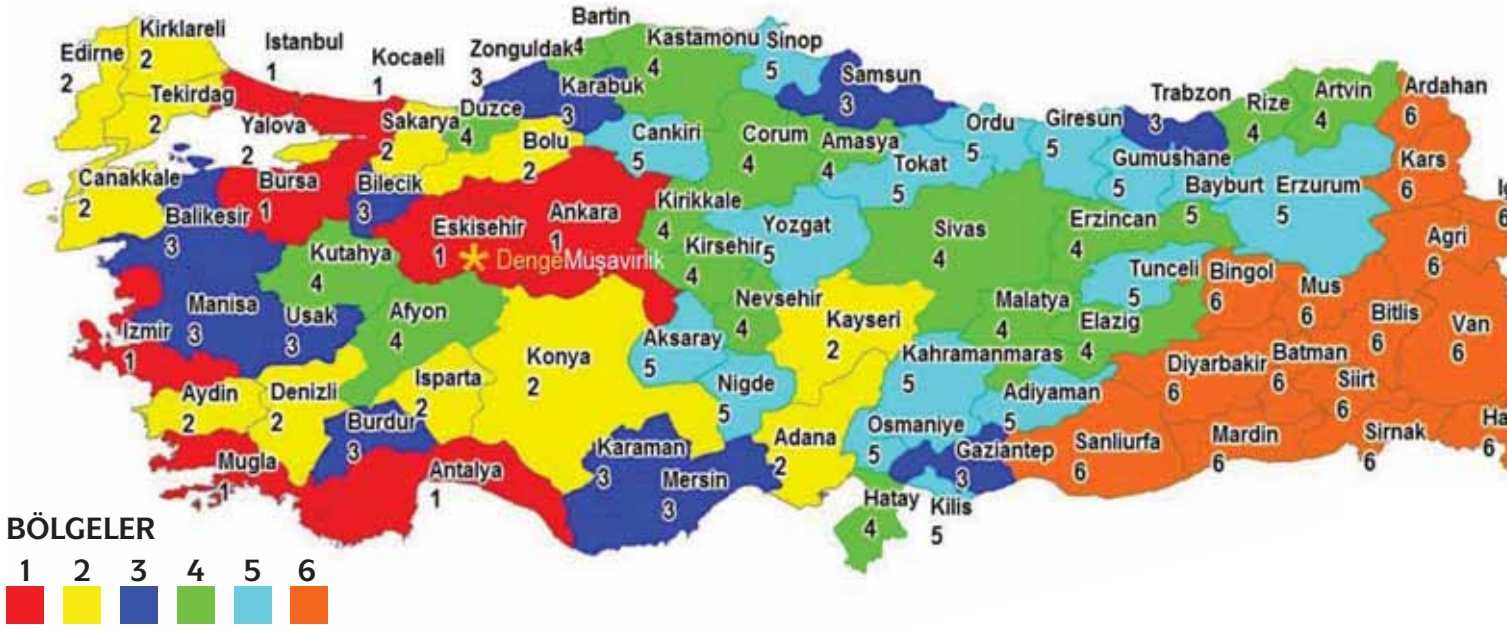 Bartin
4
Kirklareli
2
Kastamonu
4
Sinop
5
Edirne
2
Istanbul
1
Kocaeli
1
Zonguldak
3
Karabuk
3
Samsun
3
Trabzon
3
Rize
4
Artvin
4
Ardahan
6
Tekirdag
2
Yalova
2
Sakarya
2
Duzce
4
Bolu
2
Cankiri
5
Corum
4
Amasya
4
Tokat
5
Ordu
5
Giresun
5
Gumushane
5
Bayburt
5
Erzurum
5
Kars
6
Ig
6
Canakkale
2
Balikesir
3
Bursa
1
Bilecik
3
Eskisehir
1
Ankara
1
Kirikkale
4
Kirsehir
4
Yozgat
5
Sivas
4
Erzincan
4
Agri
6
DengeMüşavirlik
Kutahya
4
Tunceli
5
Bingol
6
Mus
6
Bitlis
6
Van
6
Izmir
1
Manisa
3
Usak
3
Afyon
4
Konya
2
Aksaray
5
Nevsehir
4
Kayseri
2
Malatya
4
Elazig
4
Kahramanmaras
5
Diyarbakir
6
Batman
6
Siirt
6
Aydin
2
Denizli
2
Isparta
2
Nigde
5
Adiyaman
5
Burdur
3
Karaman
3
Adana
2
Osmaniye
5
Gaziantep
3
Sanliurfa
6
Mardin
6
Sirnak
6
Ha
6
Mugla
1
Antalya
1
Mersin
3
Hatay
4
Kilis
5
BÖLGELER
1 2 3 4 5 6